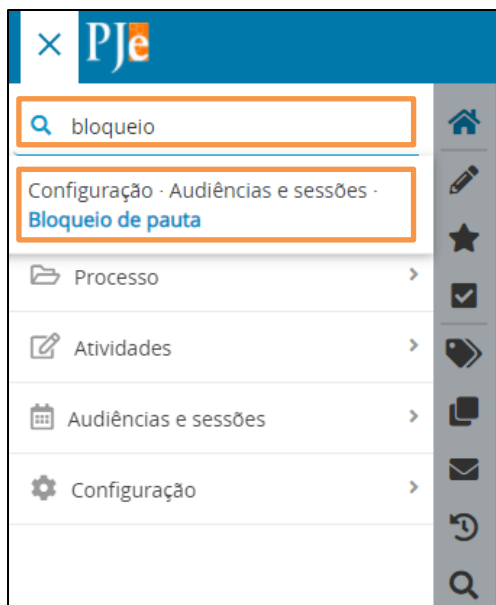 PJe
bloqueio
Configuração · Audiências e sessões ·
Bloqueio de pauta
Processo
Atividades
Audiências e sessões
Configuração